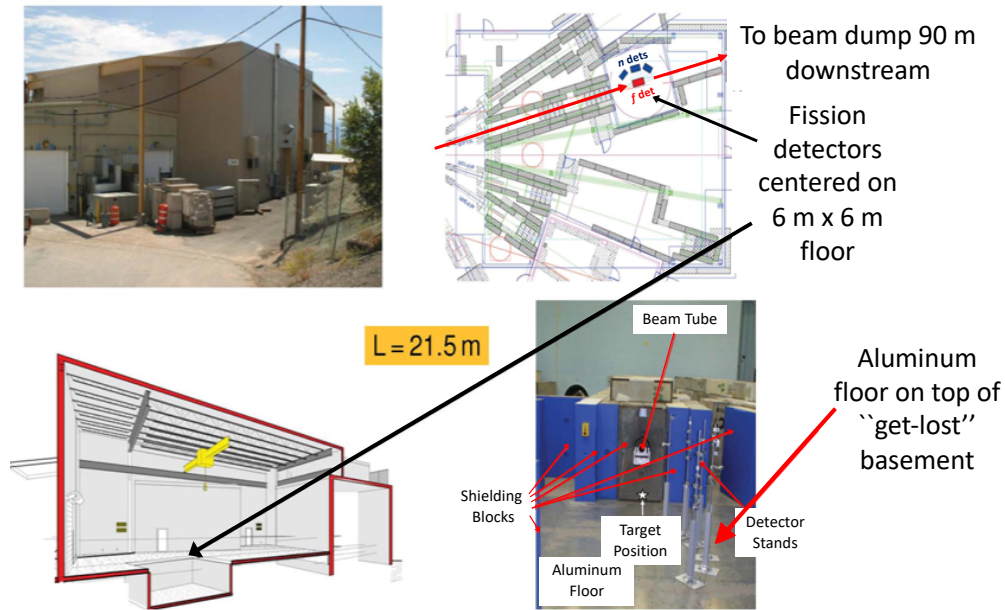 n dets
f det
To beam dump 90 m
downstream
Fission
detectors
centered on
6 m x 6 m
floor
L = 21.5 m
Beam Tube
Aluminum
floor on top of
``get-lost''
basement
Shielding
Blocks
Target
Position
Detector
Stands
Aluminum
Floor